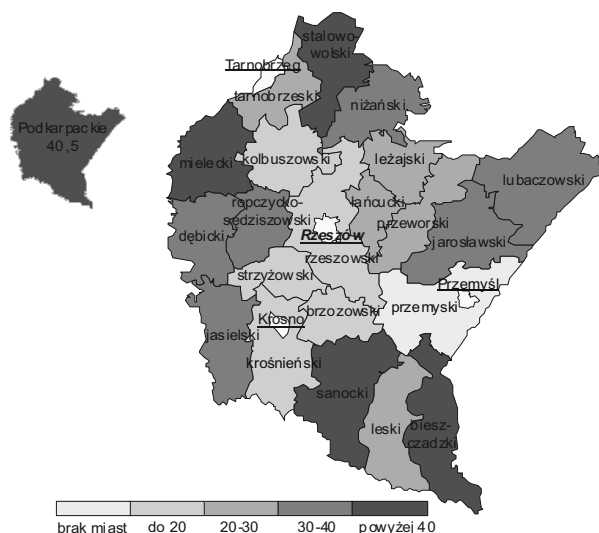 stalowo-
wolski
Tarnobrzeg
tarnobrzeski
niżański
Podkarpackie
40,5
mielecki
kolbuszowski
leżajski
lubaczowski
ropczycko-
sędziszowski
łańcucki
dębicki
przeworski
jarosławski
Rzeszów
rzeszowski
strzyżowski
Przemyśl
przemyski
Krosno
brzozowski
jasielski
krośnieński
sanocki
leski
biesz-
czadzki
brak miast do 20 20-30 30-40 powyżej 40